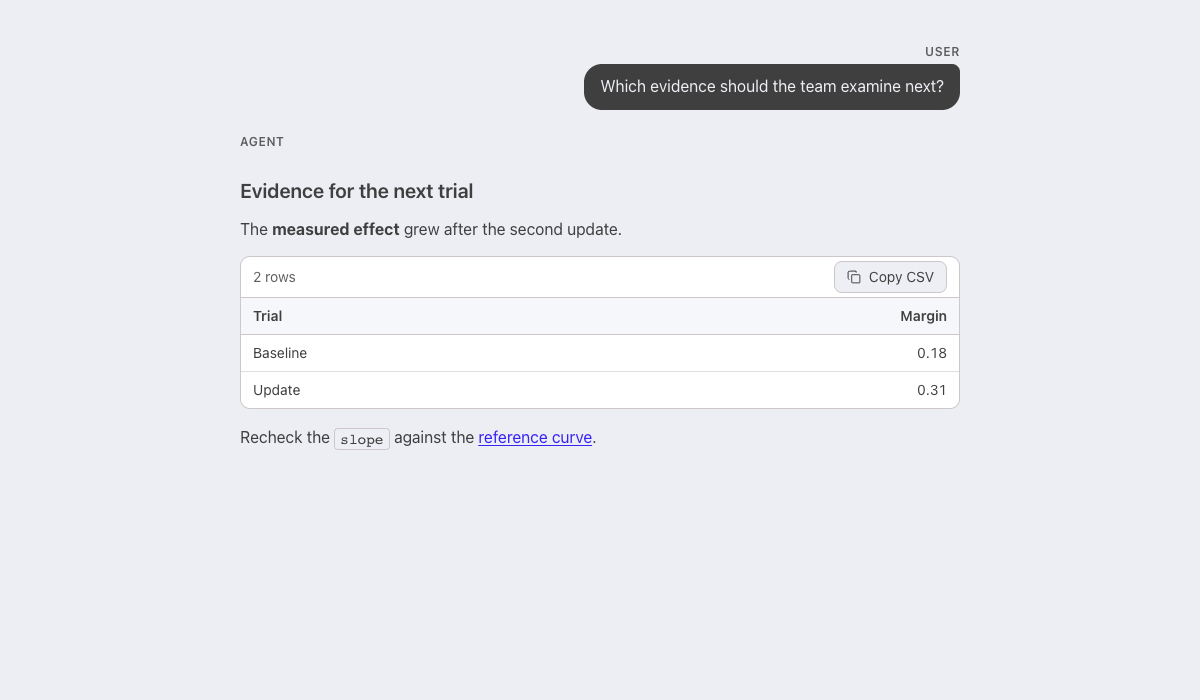 USER
Which evidence should the team examine next?
AGENT
Evidence for the next trial
The measured effect grew after the second update.
2 rows Copy CSV
Trial Margin
Baseline 0.18
Update 0.31
Recheck the slope against the reference curve.